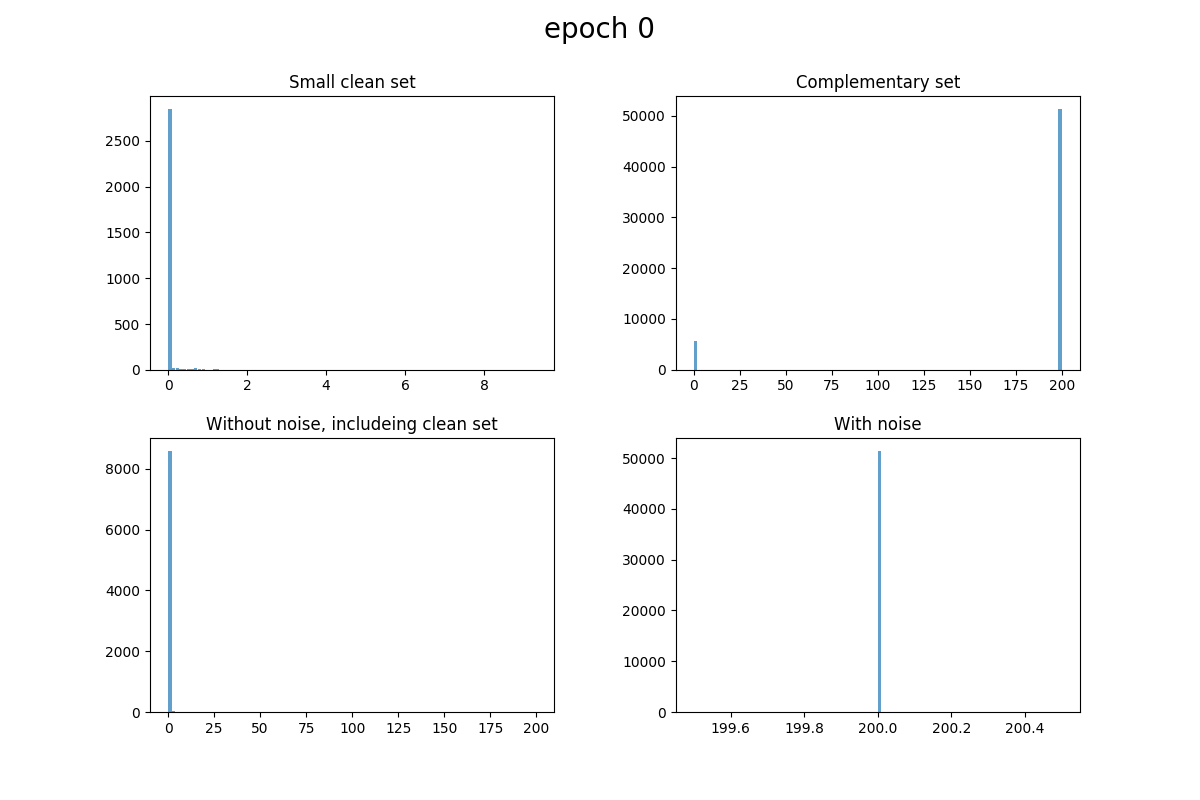 epoch 0
Small clean set
2500
2000
1500
1000
500
0
0 2 4 6 8
Complementary set
50000
40000
30000
20000
10000
0
0 25 50 75 100 125 150 175 200
Without noise, includeing clean set
8000
6000
4000
2000
0
0 25 50 75 100 125 150 175 200
With noise
50000
40000
30000
20000
10000
0
199.6 199.8 200.0 200.2 200.4